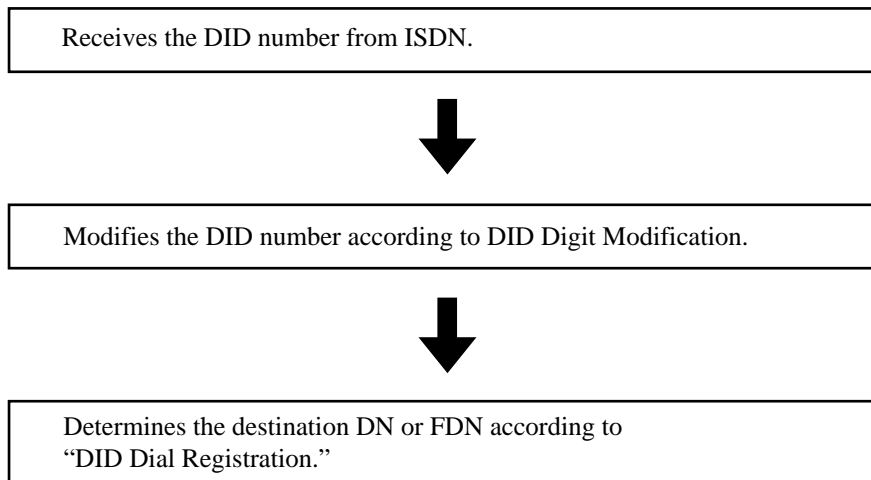 Receives the DID number from ISDN.
Modifies the DID number according to DID Digit Modification.
Determines the destination DN or FDN according to
“DID Dial Registration.”